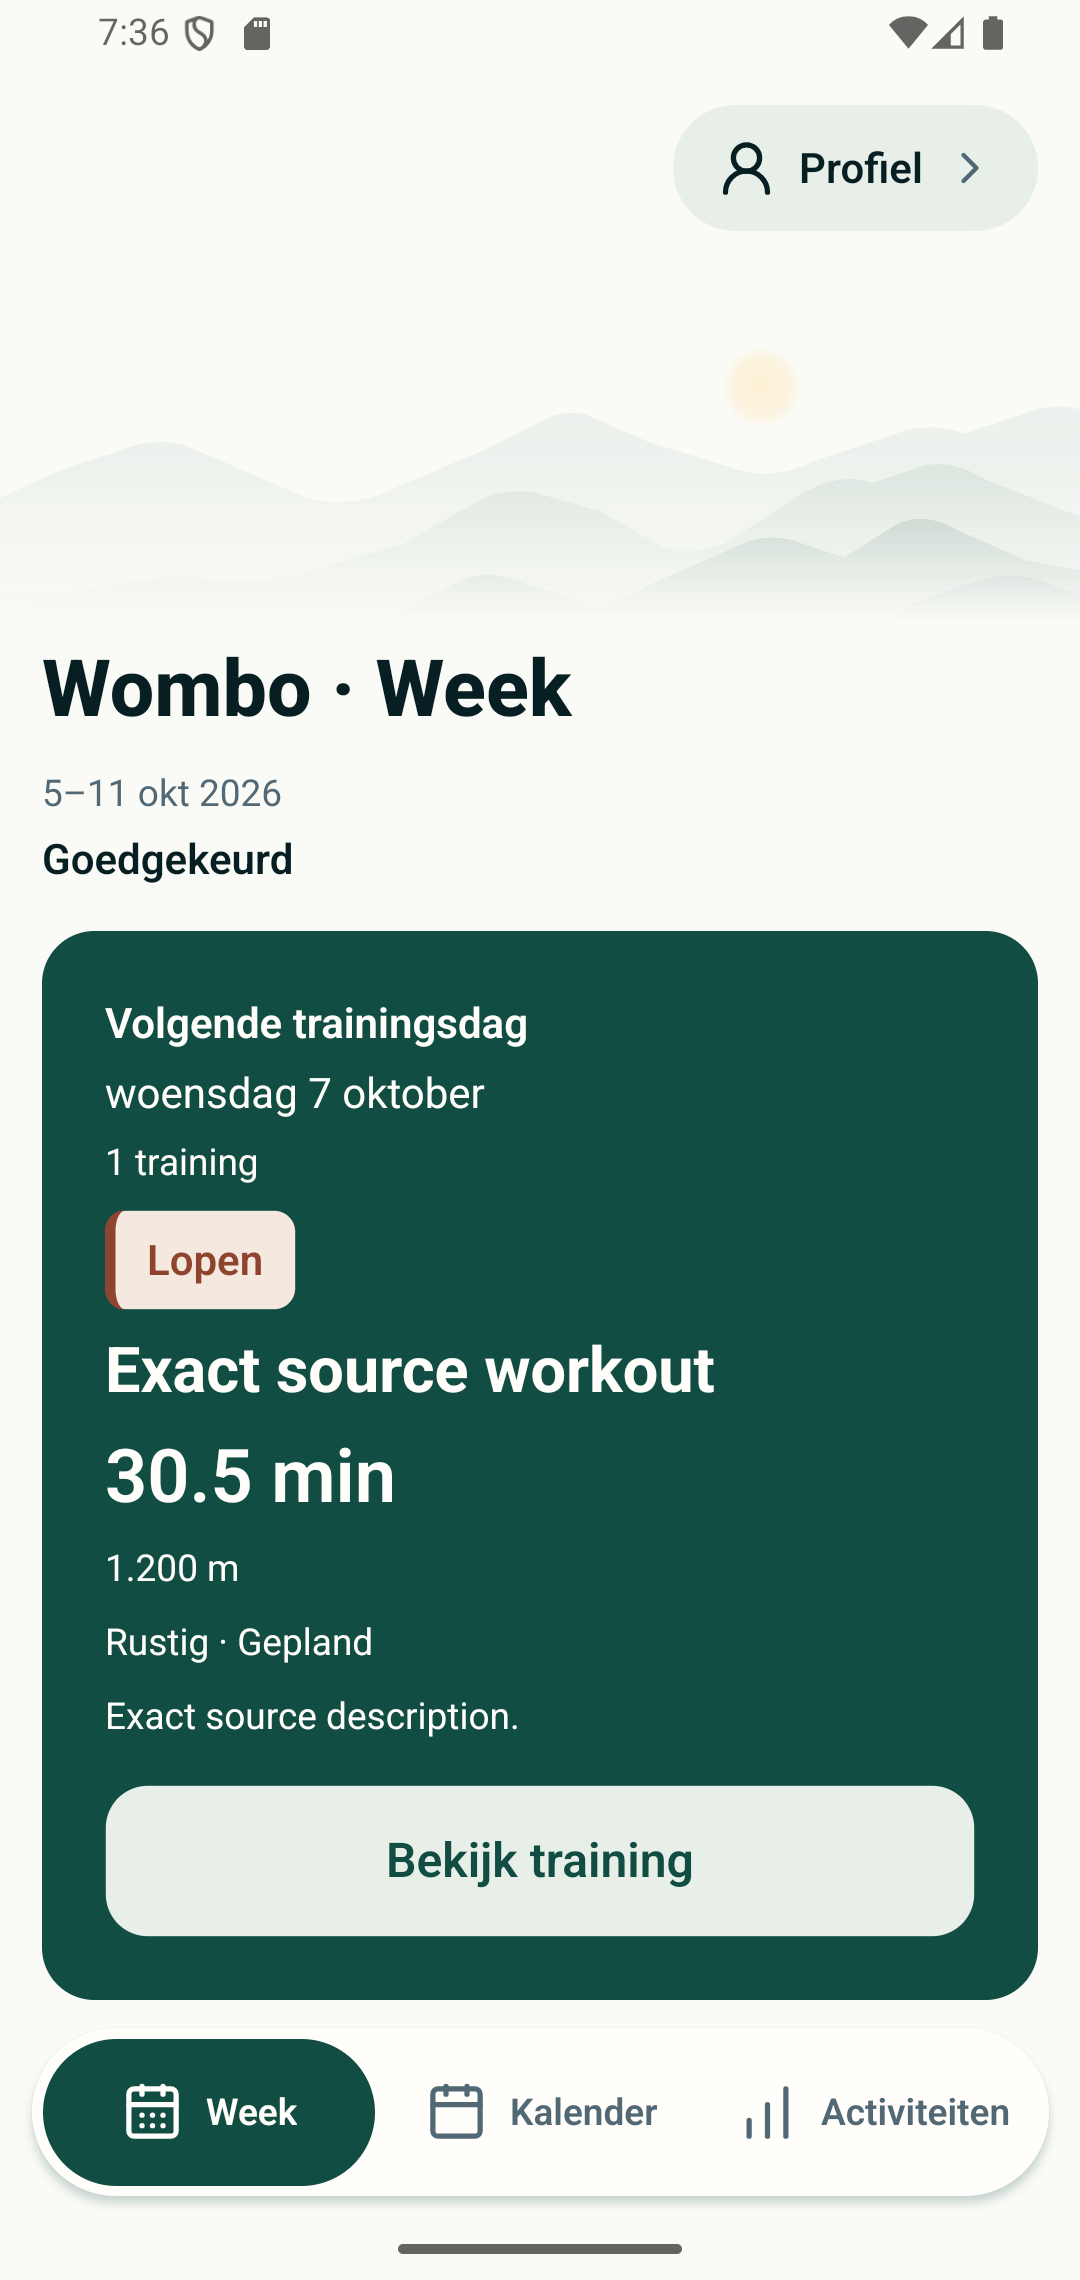 7:36
Profiel
Wombo · Week
5–11 okt 2026
Goedgekeurd
Volgende trainingsdag
woensdag 7 oktober
1 training
Lopen
Exact source workout
30.5 min
1.200 m
Rustig · Gepland
Exact source description.
Bekijk training
Week
Kalender
Activiteiten